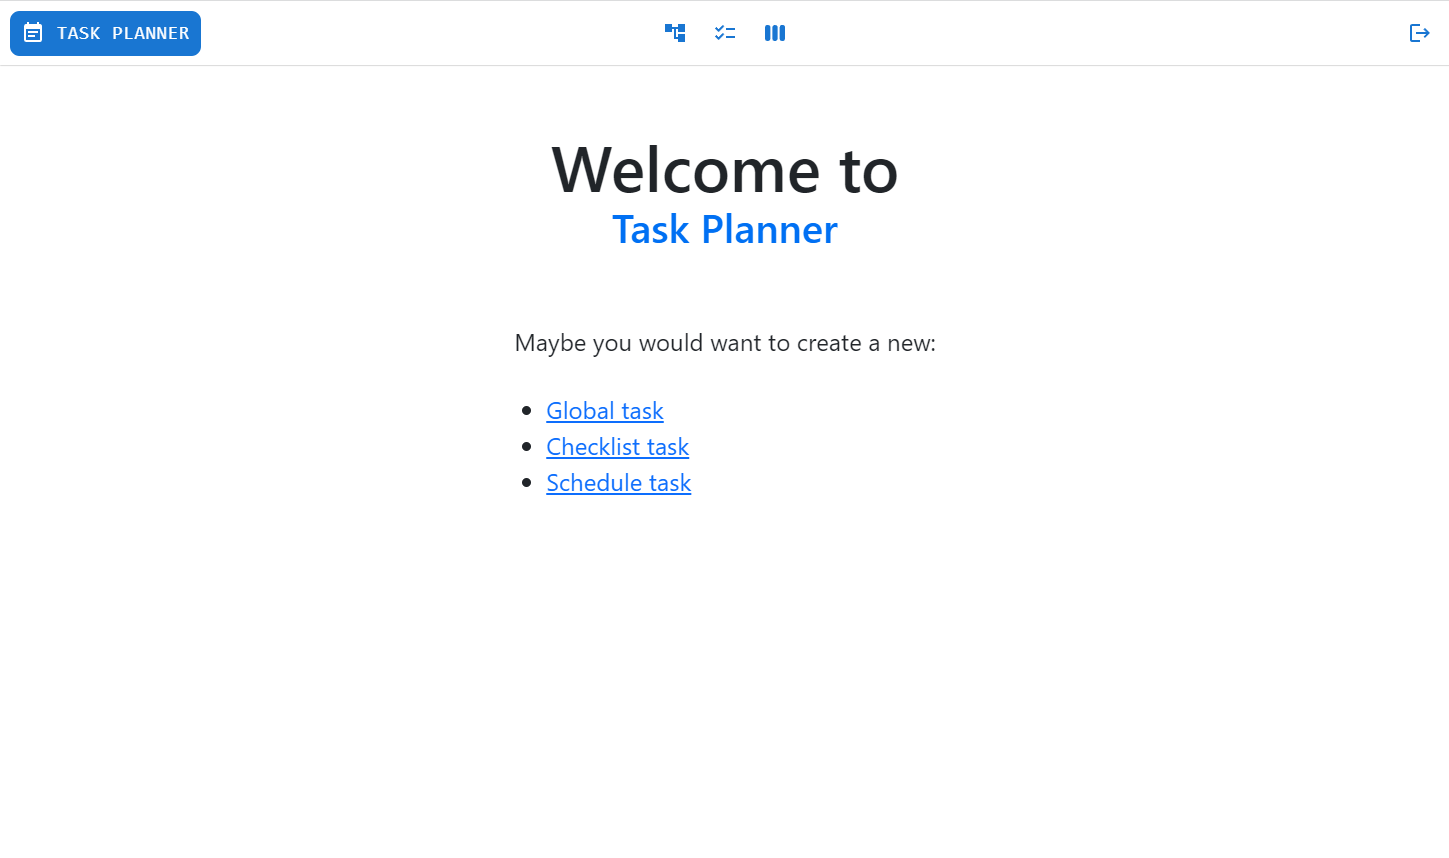 TASK PLANNER
Welcome to
Task Planner
Maybe you would want to create a new:
Global task
Checklist task
Schedule task